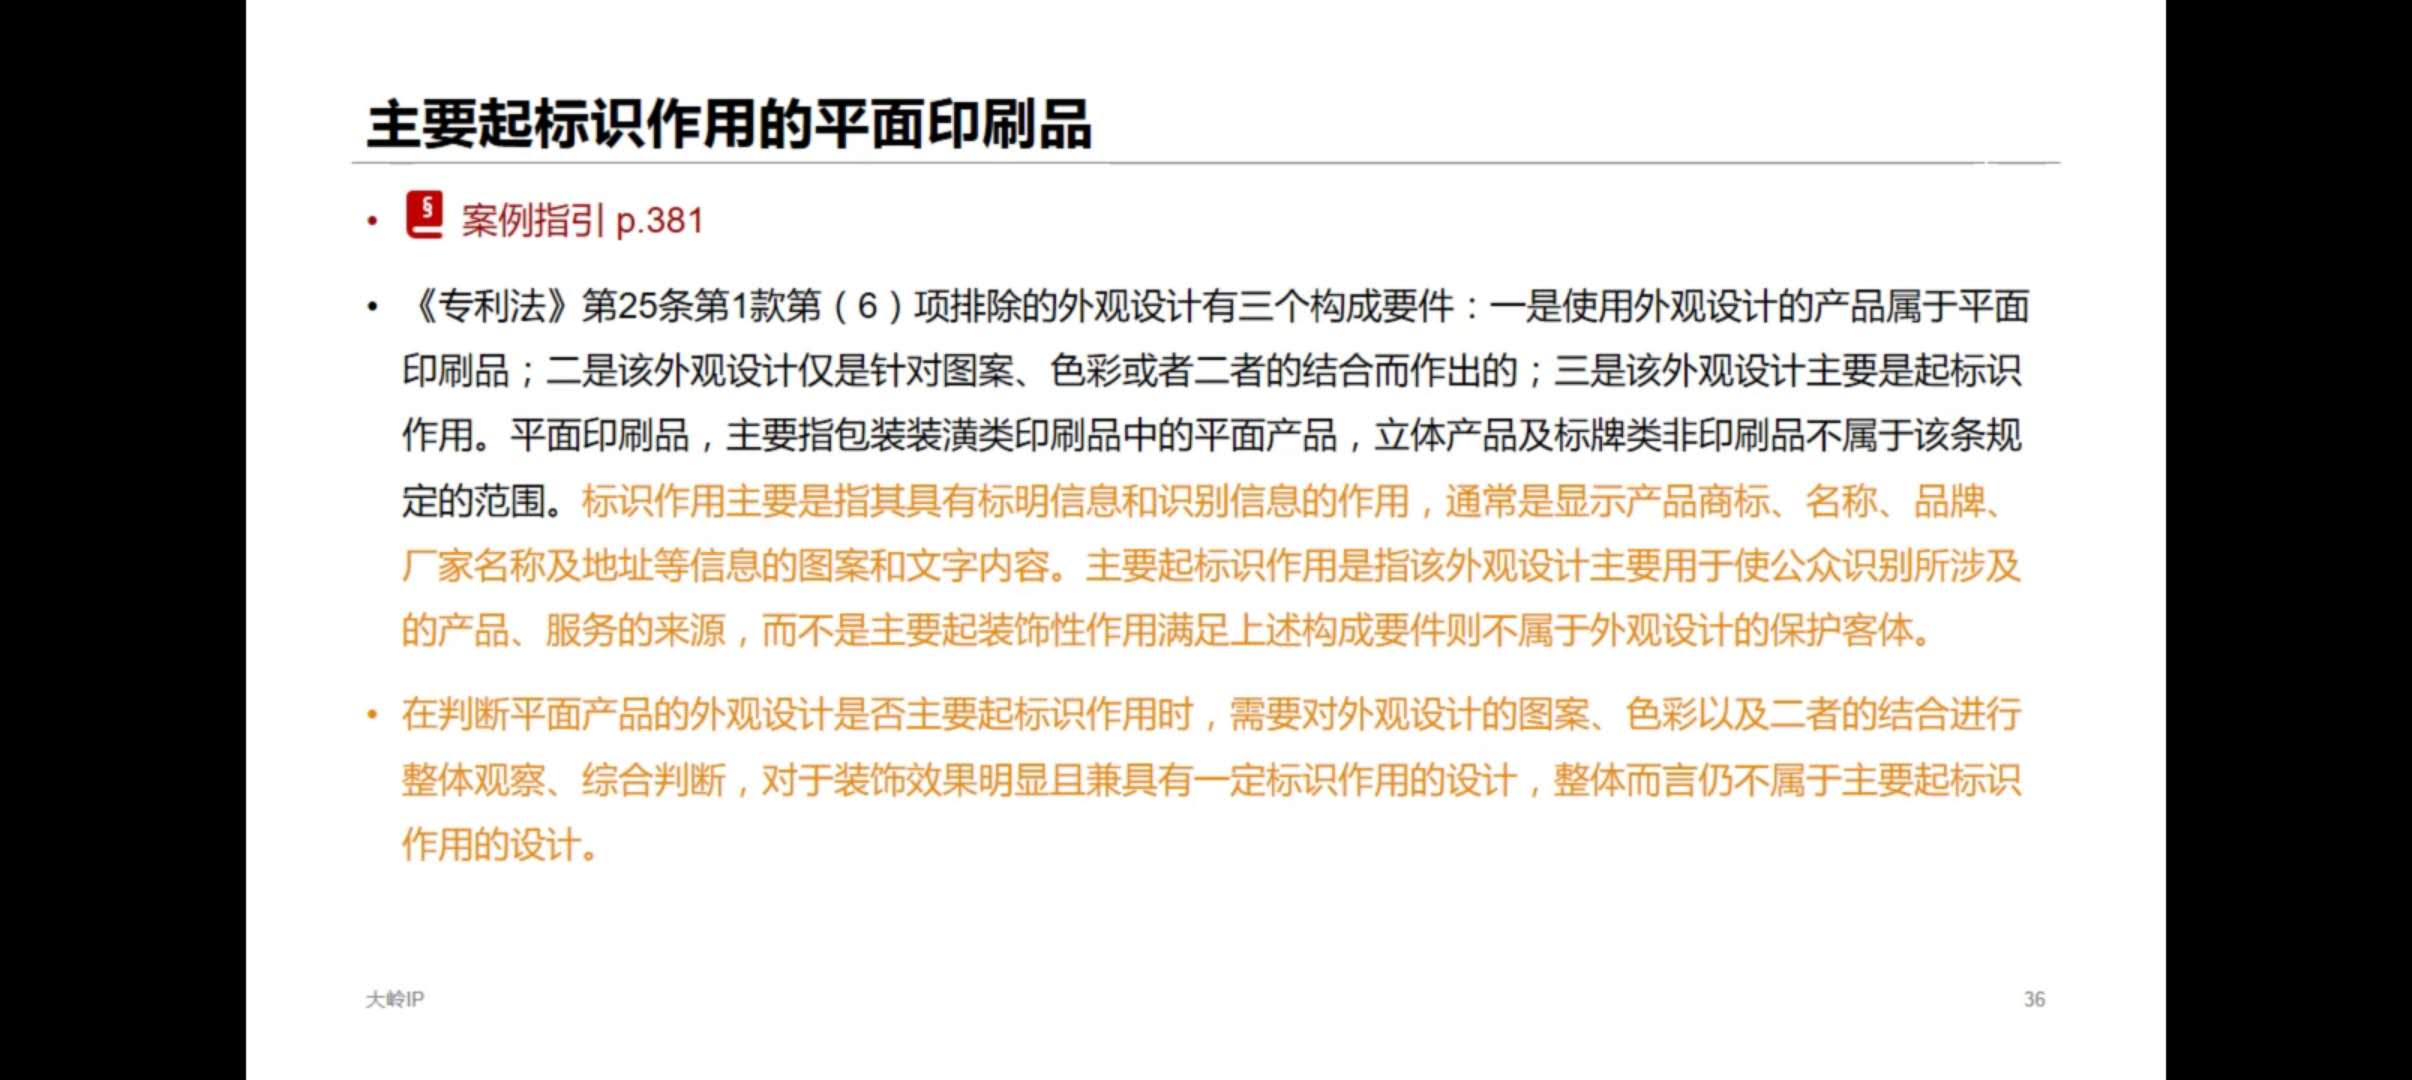 主要起标识作用的平面印刷品
• § 案例指引 p.381
• 《专利法》第25条第1款第（6）项排除的外观设计有三个构成要件：一是使用外观设计的产品属于平面
印刷品；二是该外观设计仅是针对图案、色彩或者二者的结合而作出的；三是该外观设计主要是起标识
作用。平面印刷品，主要指包装装潢类印刷品中的平面产品，立体产品及标牌类非印刷品不属于该条规
定的范围。标识作用主要是指其具有标明信息和识别信息的作用，通常是显示产品商标、名称、品牌、
厂家名称及地址等信息的图案和文字内容。主要起标识作用是指该外观设计主要用于使公众识别所涉及
的产品、服务的来源，而不是主要起装饰性作用满足上述构成要件则不属于外观设计的保护客体。
• 在判断平面产品的外观设计是否主要起标识作用时，需要对外观设计的图案、色彩以及二者的结合进行
整体观察、综合判断，对于装饰效果明显且兼具有一定标识作用的设计，整体而言仍不属于主要起标识
作用的设计。
大岭IP
36